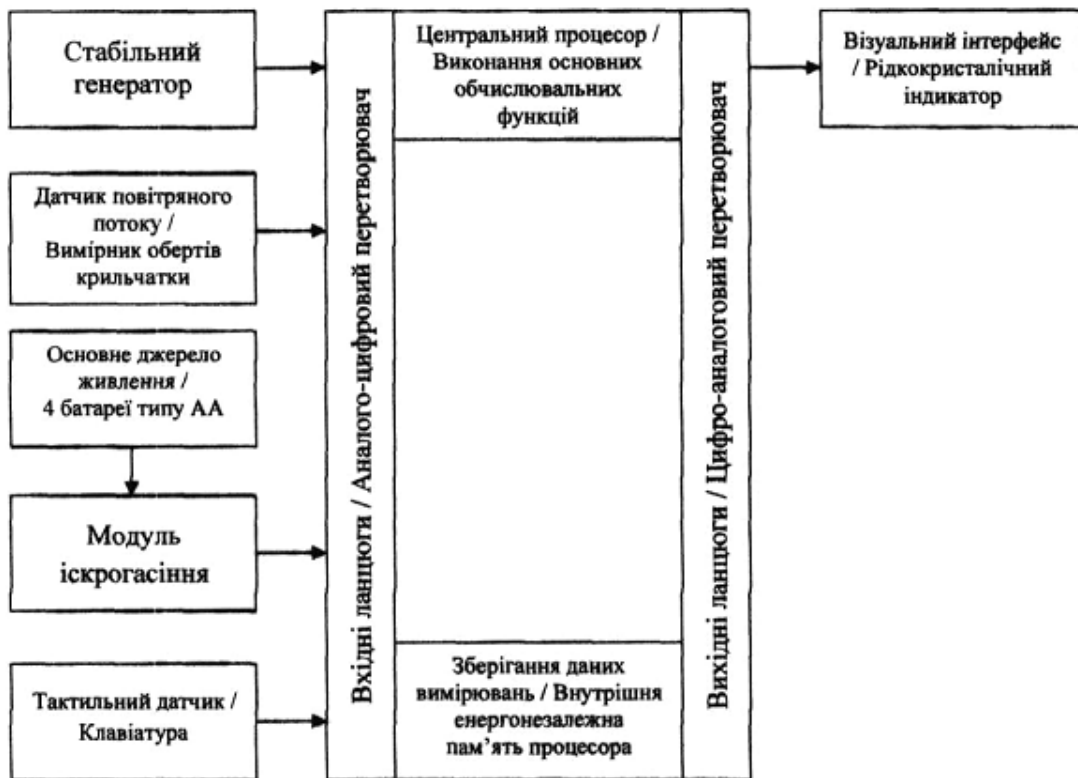 Стабільний
генератор
Датчик повітряного
потоку /
Вимірник обертів
крильчатки
Основне джерело
живлення /
4 батареї типу АА
Модуль
іскрогасіння
Тактильний датчик /
Клавіатура
Вхідні ланцюги / Аналого-цифровий перетворювач
Центральний процесор /
Виконання основних
обчислювальних
функцій
Зберігання даних
вимірювань / Внутрішня
енергонезалежна
пам’ять процесора
Вихідні ланцюги / Цифро-аналоговий перетворювач
Візуальний інтерфейс
/ Рідкокристалічний
індикатор